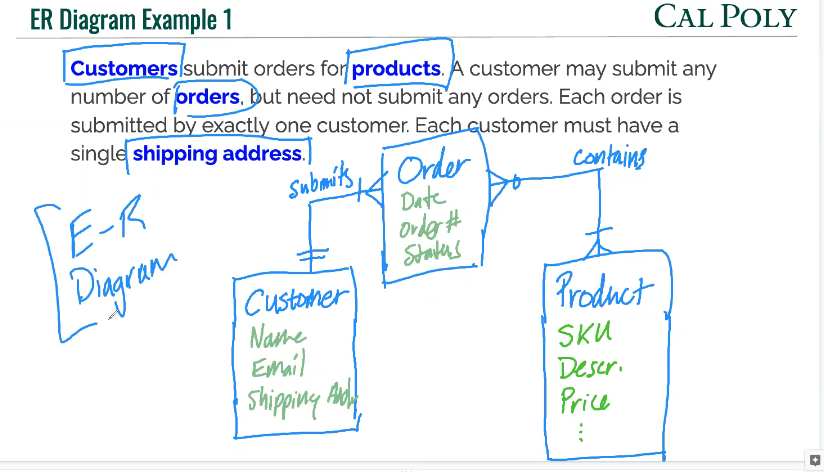 ER Diagram Example 1
CAL POLY
Customers submit orders for products. A customer may submit any
number of orders, but need not submit any orders. Each order is
submitted by exactly one customer. Each customer must have a
single shipping address.
E-R
Diagram
submits
Order
Date
Order #
Status
contains
Customer
Name
Email
Shipping Addr
Product
SKU
Descr.
Price
⋮